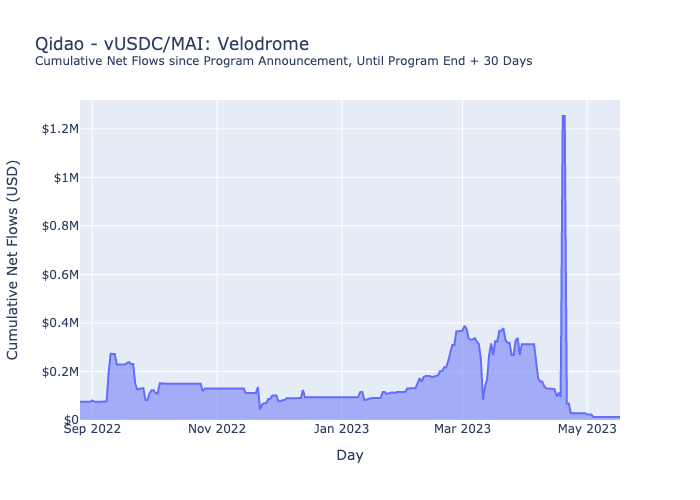 Qidao - vUSDC/MAI: Velodrome
Cumulative Net Flows since Program Announcement, Until Program End + 30 Days
Cumulative Net Flows (USD)
$1.2M
$1M
$0.8M
$0.6M
$0.4M
$0.2M
$0
Sep 2022
Nov 2022
Jan 2023
Mar 2023
May 2023
Day